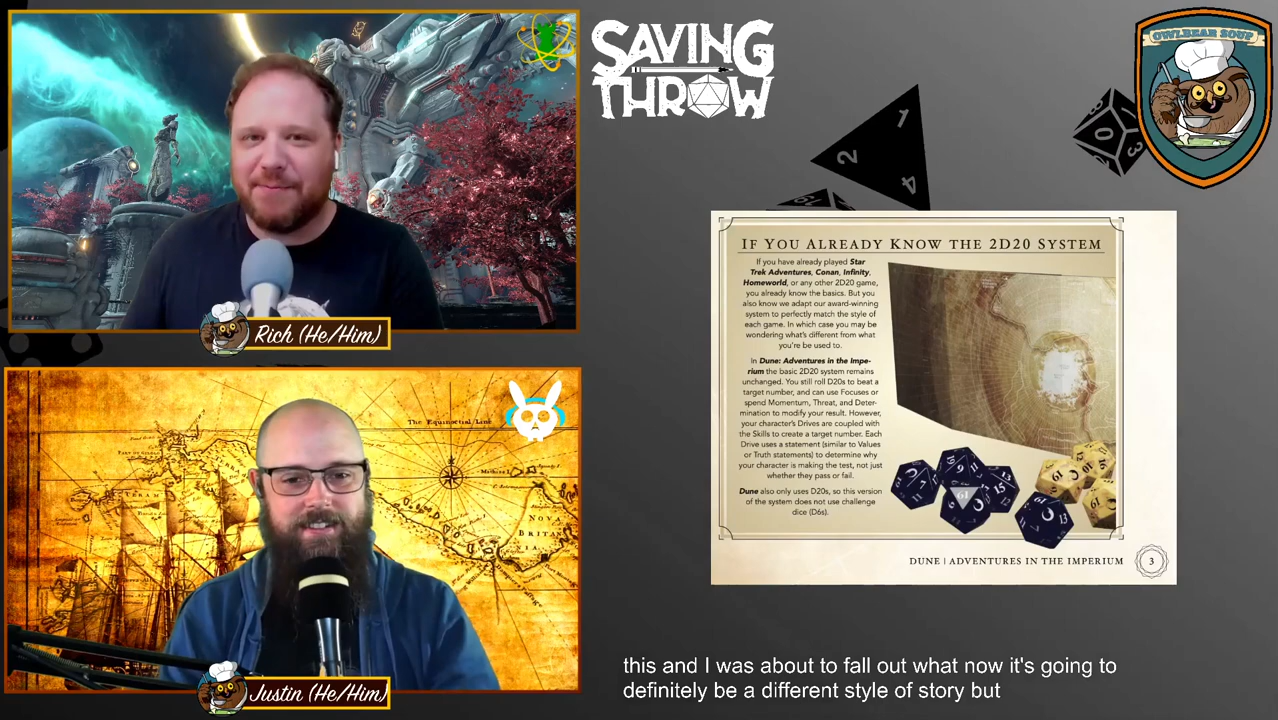 SAVING
THROW
OWLBEAR SOUP
Rich (He/Him)
The Equinoctial Line
Justin (He/Him)
If You Already Know the 2D20 System
If you have already played Star
Trek Adventures, Conan, Infinity,
Homeworld, or any other 2D20 game,
you already know the basics. But you
also know we adapt our award-winning
system to perfectly match the style of
each game. In which case you may be
wondering what's different from what
you're be used to.
In Dune: Adventures in the Impe-
rium the basic 2D20 system remains
unchanged. You still roll D20s to beat a
target number, and can use Focuses or
spend Momentum, Threat, and Deter-
mination to modify your result. However,
your character's Drives are coupled with
the Skills to create a target number. Each
Drive uses a statement (similar to Values
or Truth statements) to determine why
your character is making the test, not just
whether they pass or fail.
Dune also only uses D20s, so this version
of the system does not use challenge
dice (D6s).
DUNE | ADVENTURES IN THE IMPERIUM
3
this and I was about to fall out what now it's going to
definitely be a different style of story but